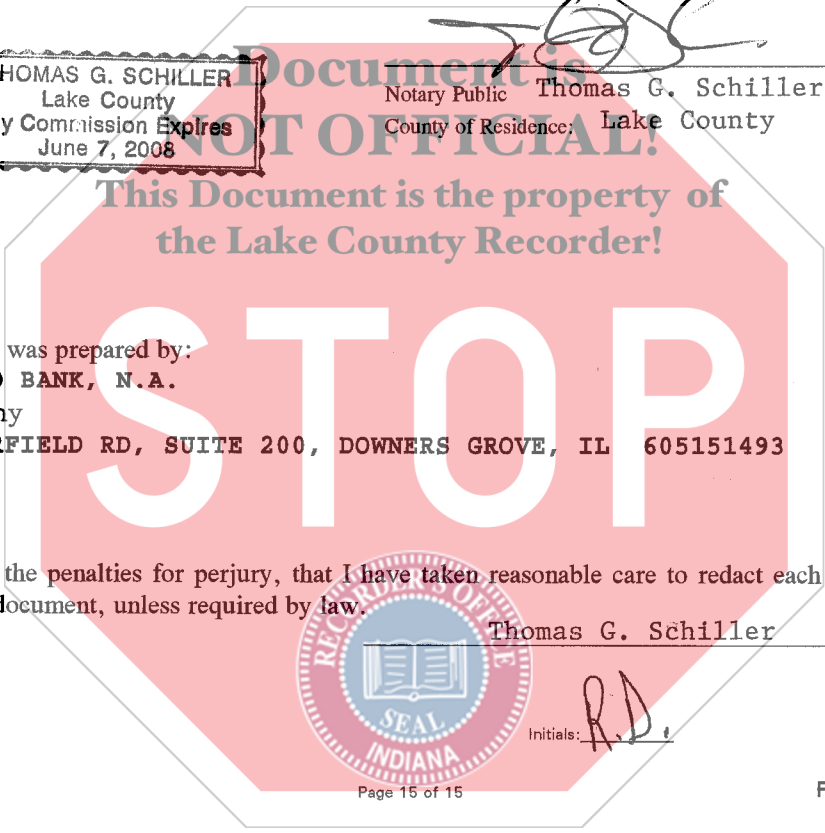 HOMAS G. SCHILLER
Lake County
y Commission Expires
June 7, 2008
Notary Public Thomas G. Schiller
County of Residence: Lake County
Document is
NOT OFFICIAL!
This Document is the property of
the Lake County Recorder!
STOP
was prepared by:
BANK, N.A.
ny
RFIELD RD, SUITE 200, DOWNERS GROVE, IL 605151493
the penalties for perjury, that I have taken reasonable care to redact each
document, unless required by law.
Thomas G. Schiller
RECORDER'S OFFICE
SEAL
INDIANA
Initials: R.D.
Page 15 of 15
F